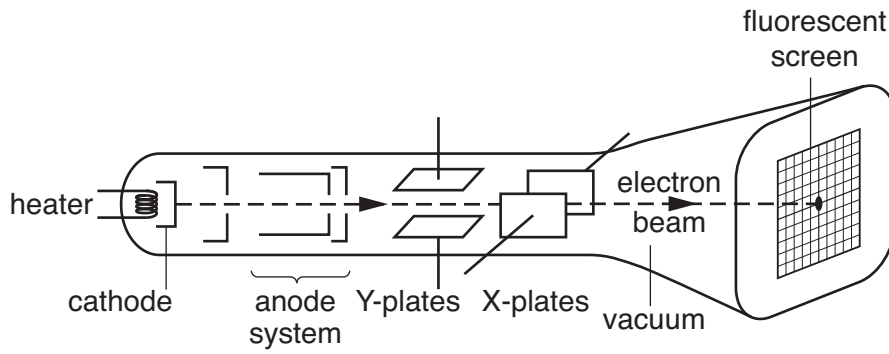 fluorescent
screen
heater
electron
beam
cathode
anode
system
Y-plates
X-plates
vacuum